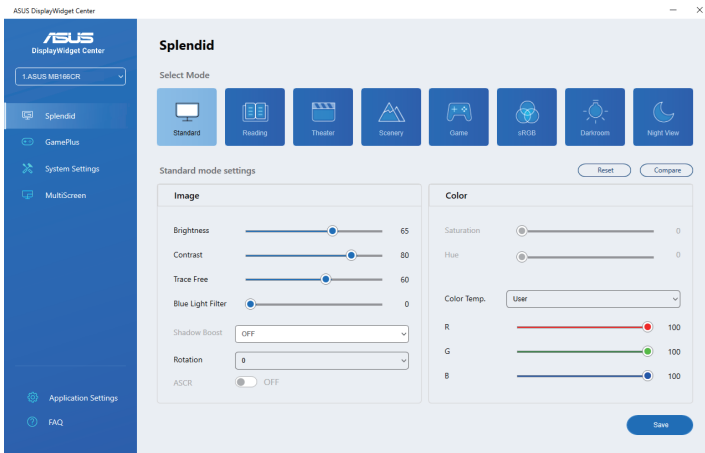 ASUS DisplayWidget Center
ASUS
DisplayWidget Center
1.ASUS MB166CR
Splendid
GamePlus
System Settings
MultiScreen
Application Settings
FAQ
Splendid
Select Mode
Standard
Reading
Theater
Scenery
Game
sRGB
Darkroom
Night View
Standard mode settings
Reset
Compare
Image
Brightness 65
Contrast 80
Trace Free 60
Blue Light Filter 0
Shadow Boost OFF
Rotation 0
ASCR OFF
Color
Saturation 0
Hue 0
Color Temp. User
R 100
G 100
B 100
Save